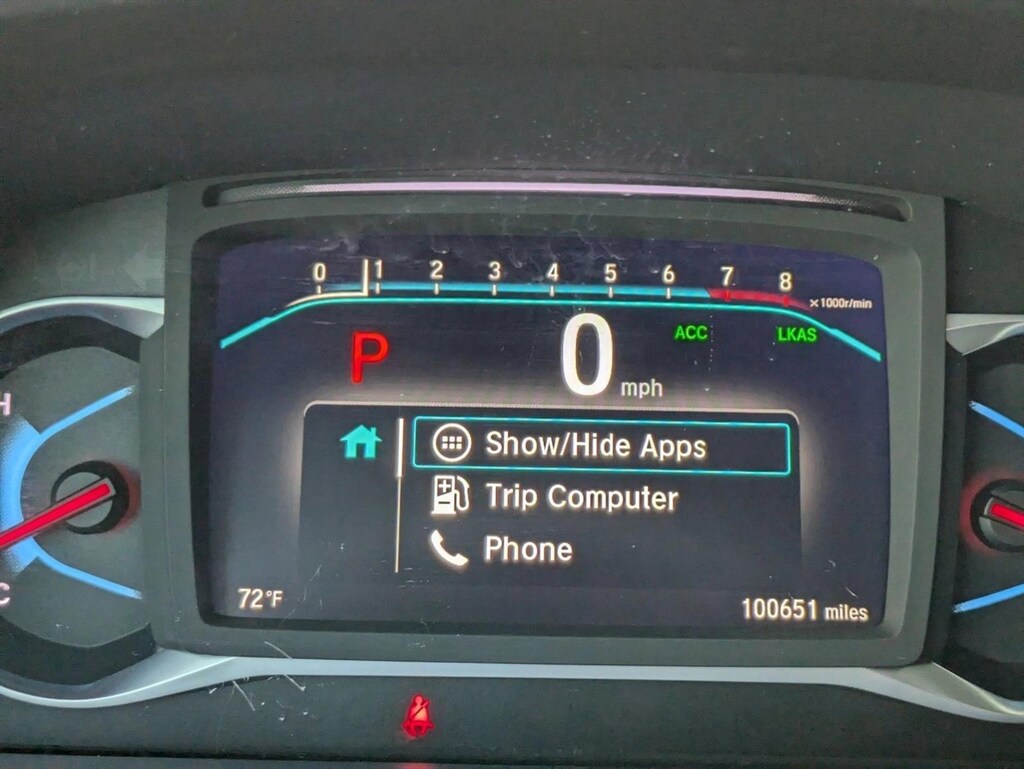 0 1 2 3 4 5 6 7 8
×1000r/min
P 0 mph ACC LKAS
H
Show/Hide Apps
Trip Computer
Phone
C
72°F 100651 miles